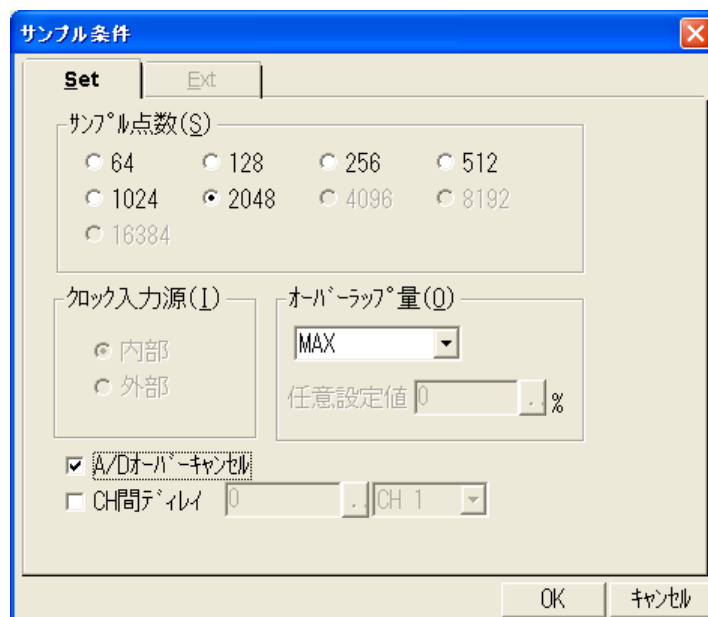 サンプル条件
Set Ext
ｻﾝﾌﾟﾙ点数(S)
64 128 256 512
1024 2048 4096 8192
16384
ｸﾛｯｸ入力源(I) ｵｰﾊﾞｰﾗｯﾌﾟ量(O)
内部 MAX
外部 任意設定値 0 .. %
A/Dｵｰﾊﾞｰｷｬﾝｾﾙ
CH間ﾃﾞｨﾚｲ 0 .. CH 1
OK ｷｬﾝｾﾙ